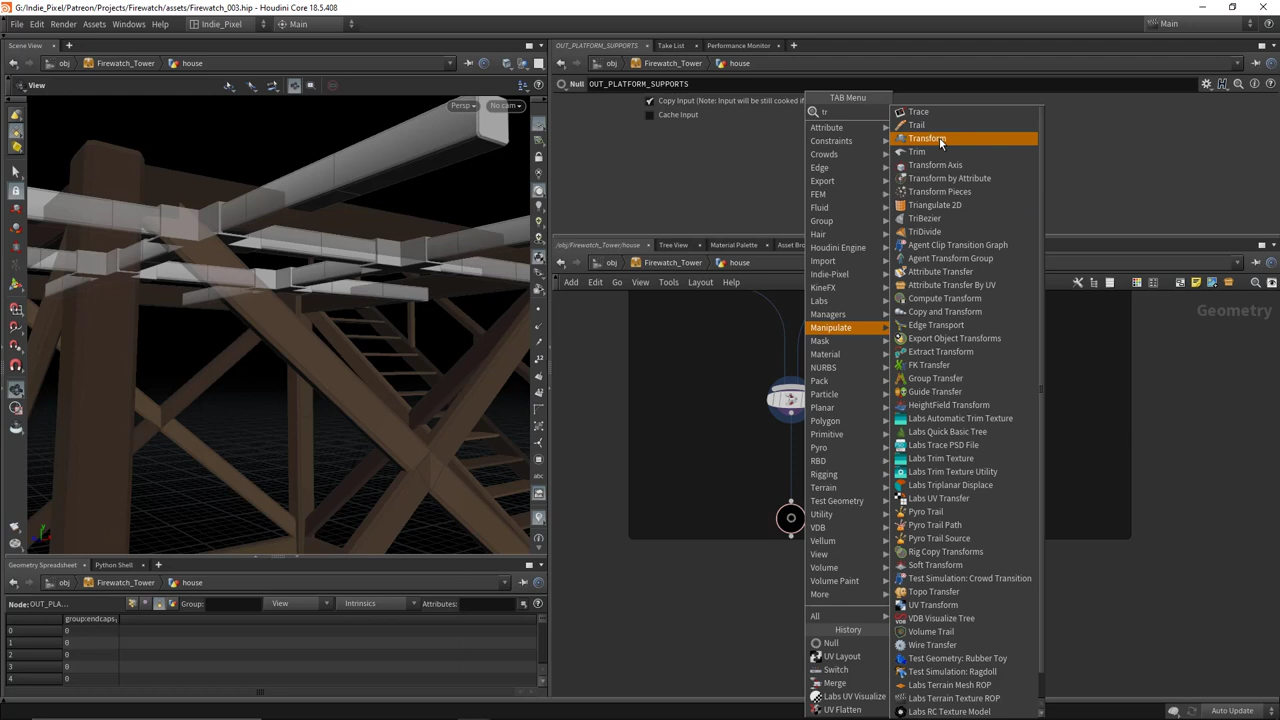 G:/Indie_Pixel/Patreon/Projects/Firewatch/assets/Firewatch_003.hip - Houdini Core 18.5.408
File Edit Render Assets Windows Help Indie_Pixel Main Main
Scene View
obj Firewatch_Tower house
View
Persp No cam
OUT_PLATFORM_SUPPORTS Take List Performance Monitor
obj Firewatch_Tower house
Null OUT_PLATFORM_SUPPORTS
Copy Input (Note: Input will be still cooked if
Cache Input
/obj/Firewatch_Tower/house Tree View Material Palette Asset Bro
obj Firewatch_Tower house
Add Edit Go View Tools Layout Help
Geometry
TAB Menu
tr
Attribute
Constraints
Crowds
Edge
Export
FEM
Fluid
Group
Hair
Houdini Engine
Import
Indie-Pixel
KineFX
Labs
Managers
Manipulate
Mask
Material
NURBS
Pack
Particle
Planar
Polygon
Primitive
Pyro
RBD
Rigging
Terrain
Test Geometry
Utility
VDB
Vellum
View
Volume
Volume Paint
More
All
History
Null
UV Layout
Switch
Merge
Labs UV Visualize
UV Flatten
Trace
Trail
Transform
Trim
Transform Axis
Transform by Attribute
Transform Pieces
Triangulate 2D
TriBezier
TriDivide
Agent Clip Transition Graph
Agent Transform Group
Attribute Transfer
Attribute Transfer By UV
Compute Transform
Copy and Transform
Edge Transport
Export Object Transforms
Extract Transform
FK Transfer
Group Transfer
Guide Transfer
HeightField Transform
Labs Automatic Trim Texture
Labs Quick Basic Tree
Labs Trace PSD File
Labs Trim Texture
Labs Trim Texture Utility
Labs Triplanar Displace
Labs UV Transfer
Pyro Trail
Pyro Trail Path
Pyro Trail Source
Rig Copy Transforms
Soft Transform
Test Simulation: Crowd Transition
Topo Transfer
UV Transform
VDB Visualize Tree
Volume Trail
Wire Transfer
Test Geometry: Rubber Toy
Test Simulation: Ragdoll
Labs Terrain Mesh ROP
Labs Terrain Texture ROP
Labs RC Texture Model
Geometry Spreadsheet Python Shell
obj Firewatch_Tower house
Node: OUT_PLA... Group: View Intrinsics Attributes:
group:endcaps
0 0
1 0
2 0
3 0
4 0
Auto Update